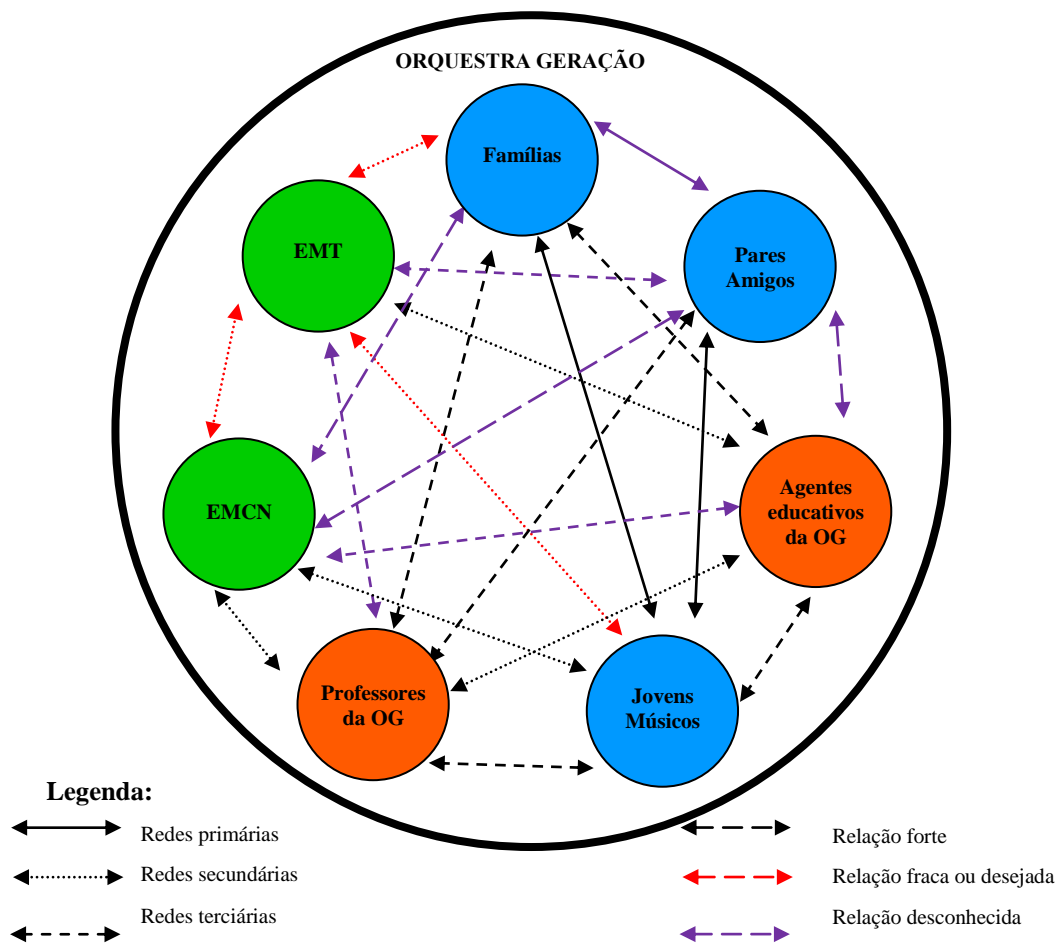 ORQUESTRA GERAÇÃO
Famílias
EMT
Pares
Amigos
EMCN
Agentes
educativos
da OG
Professores
da OG
Jovens
Músicos
Legenda:
Redes primárias
Redes secundárias
Redes terciárias
Relação forte
Relação fraca ou desejada
Relação desconhecida